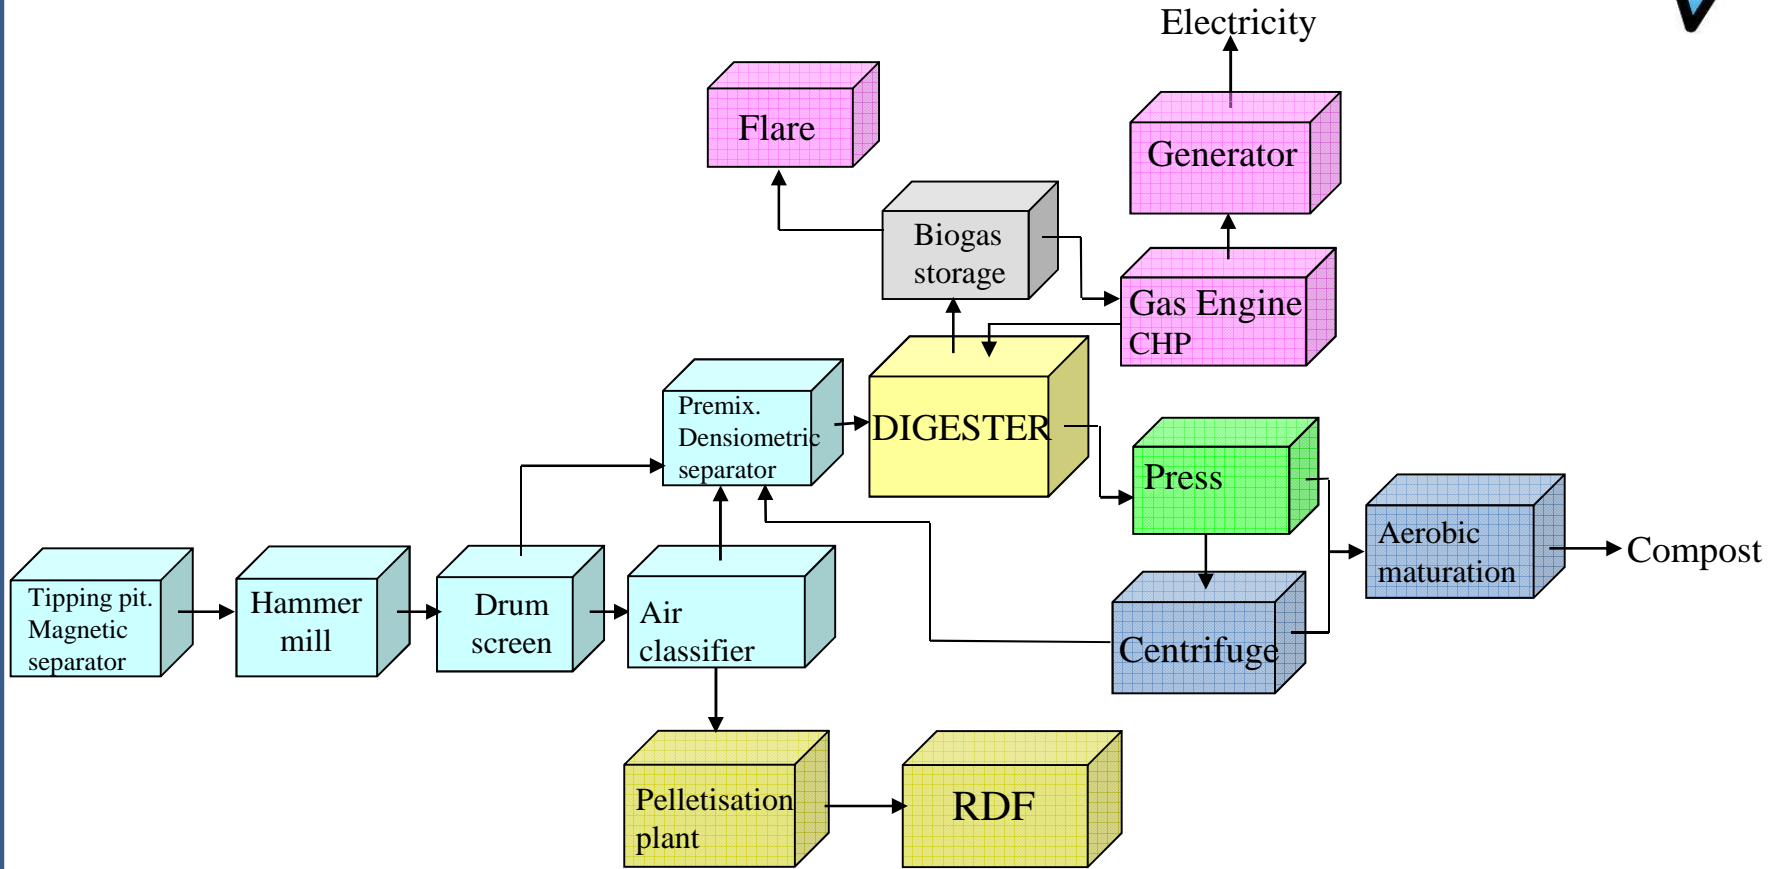 Electricity
Flare
Generator
Biogas
storage
Gas Engine
CHP
Premix.
Densiometric
separator
DIGESTER
Press
Aerobic
maturation
Compost
Tipping pit.
Magnetic
separator
Hammer
mill
Drum
screen
Air
classifier
Centrifuge
Pelletisation
plant
RDF